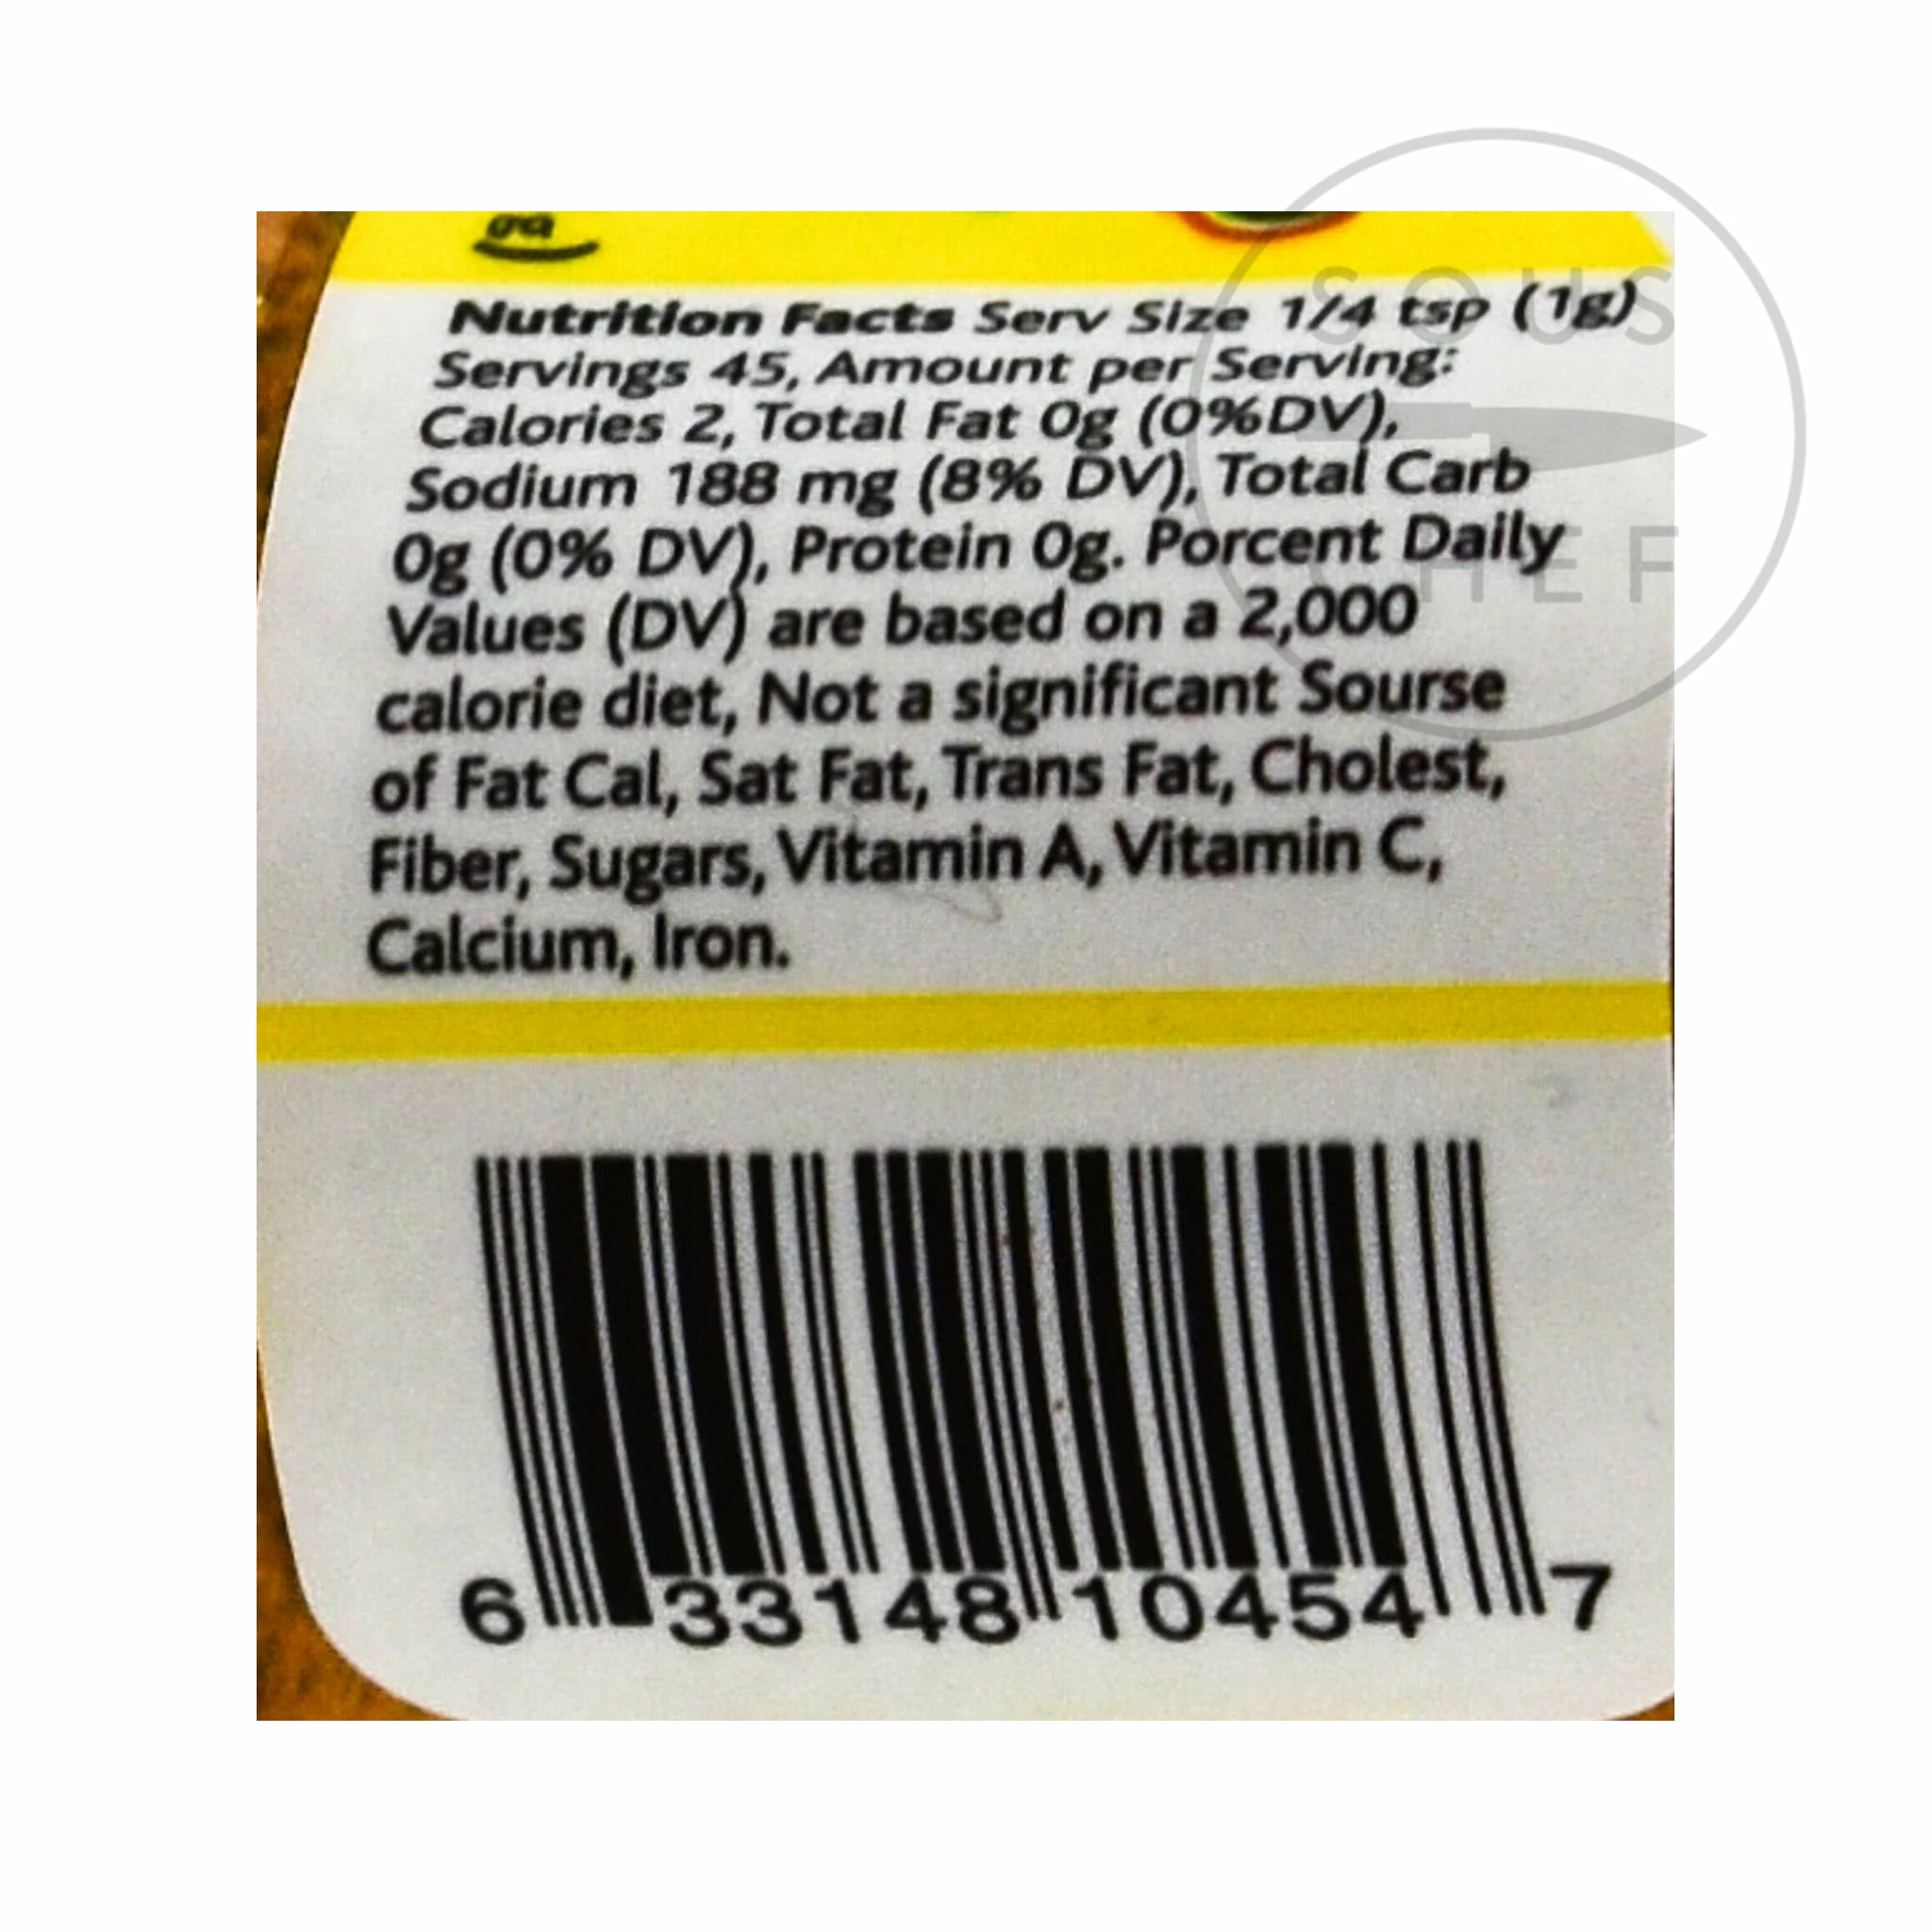 SOUS
CHEF
Nutrition Facts Serv Size 1/4 tsp (1g)
Servings 45, Amount per Serving:
Calories 2, Total Fat 0g (0%DV),
Sodium 188 mg (8% DV), Total Carb
0g (0% DV), Protein 0g. Porcent Daily
Values (DV) are based on a 2,000
calorie diet, Not a significant Sourse
of Fat Cal, Sat Fat, Trans Fat, Cholest,
Fiber, Sugars, Vitamin A, Vitamin C,
Calcium, Iron.
6 33148 10454 7